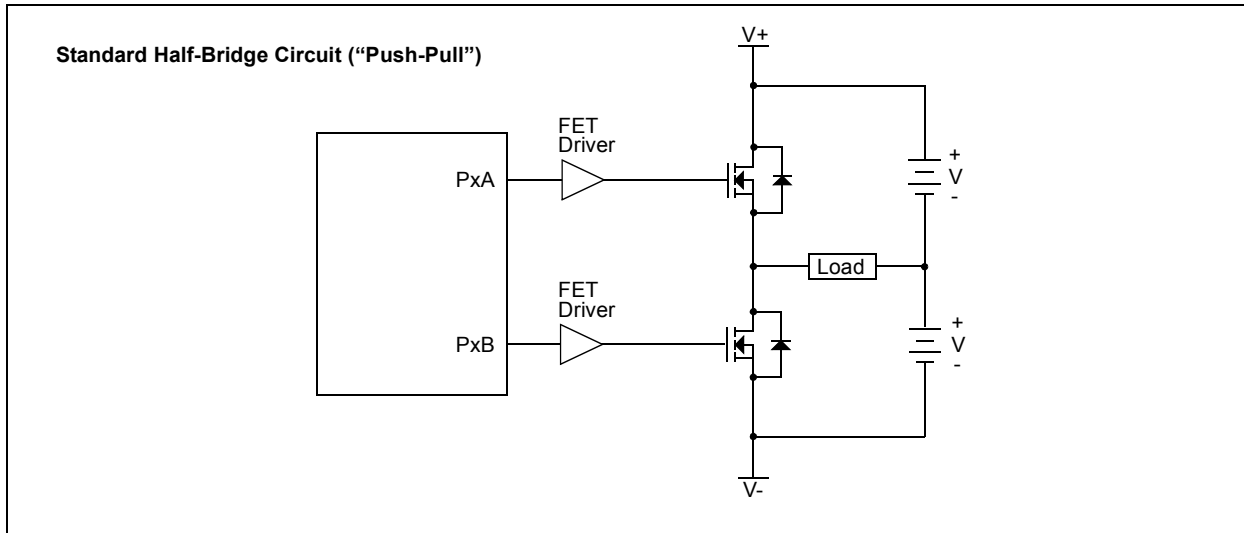 Standard Half-Bridge Circuit (“Push-Pull”)
V+
FET
Driver
PxA
+
V
-
Load
FET
Driver
PxB
+
V
-
V-